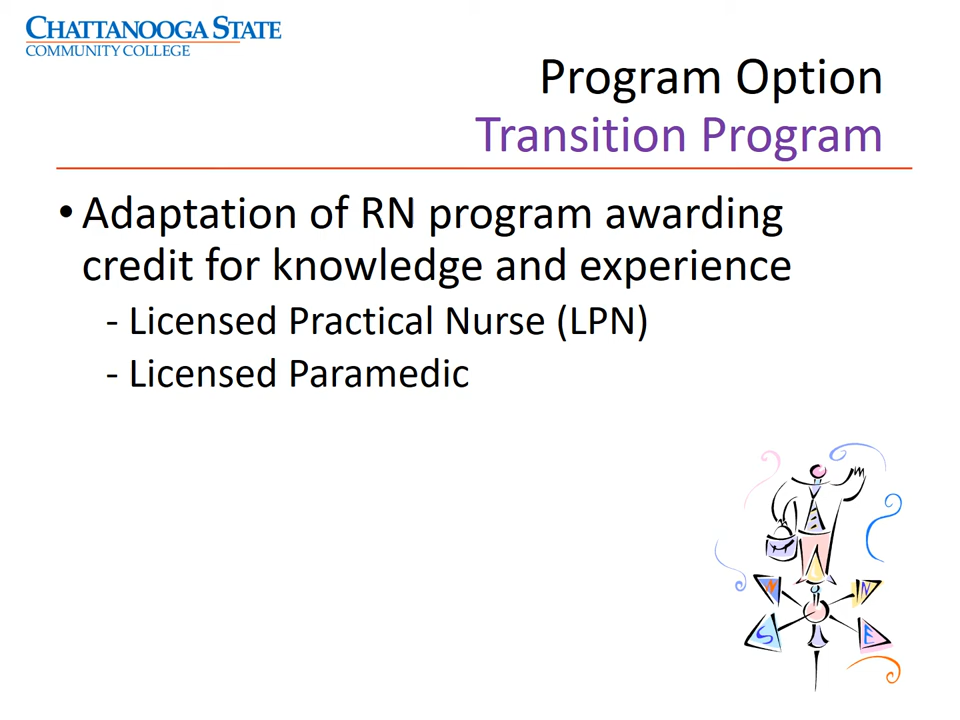 CHATTANOOGA STATE
COMMUNITY COLLEGE
Program Option
Transition Program
• Adaptation of RN program awarding
credit for knowledge and experience
- Licensed Practical Nurse (LPN)
- Licensed Paramedic
N
S
E